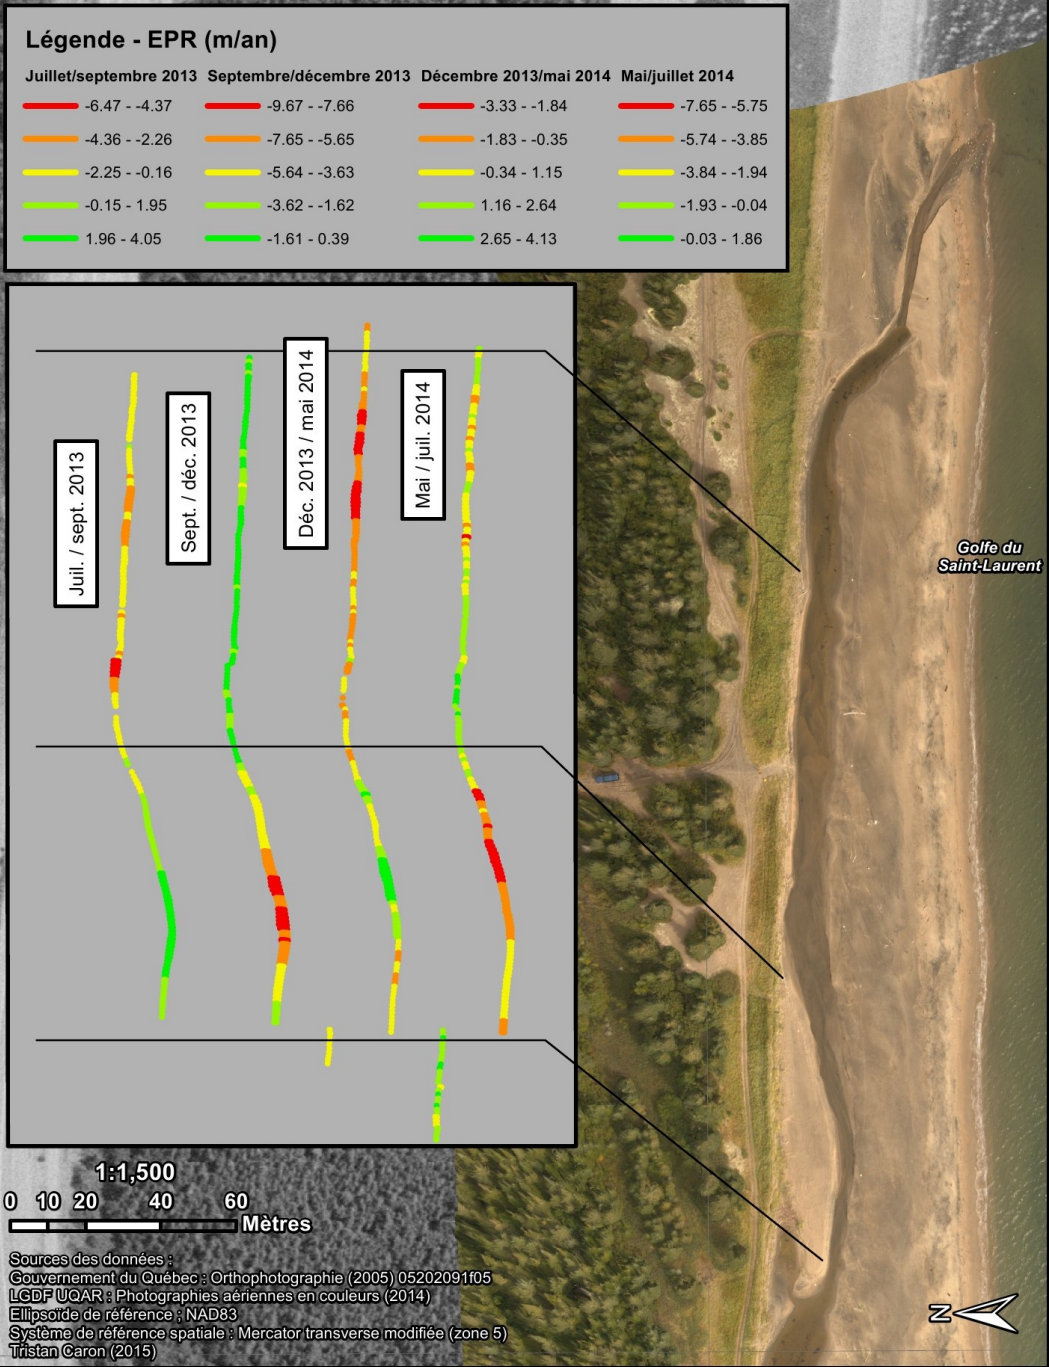 Légende - EPR (m/an)
Juillet/septembre 2013 Septembre/décembre 2013 Décembre 2013/mai 2014 Mai/juillet 2014
-6.47 - -4.37 -9.67 - -7.66 -3.33 - -1.84 -7.65 - -5.75
-4.36 - -2.26 -7.65 - -5.65 -1.83 - -0.35 -5.74 - -3.85
-2.25 - -0.16 -5.64 - -3.63 -0.34 - 1.15 -3.84 - -1.94
-0.15 - 1.95 -3.62 - -1.62 1.16 - 2.64 -1.93 - -0.04
1.96 - 4.05 -1.61 - 0.39 2.65 - 4.13 -0.03 - 1.86
Juil. / sept. 2013
Sept. / déc. 2013
Déc. 2013 / mai 2014
Mai / juil. 2014
Golfe du
Saint-Laurent
1:1,500
0 10 20 40 60
Mètres
Sources des données :
Gouvernement du Québec : Orthophotographie (2005) 05202091f05
LGDF UQAR : Photographies aériennes en couleurs (2014)
Ellipsoïde de référence : NAD83
Système de référence spatiale : Mercator transverse modifiée (zone 5)
Tristan Caron (2015)
N